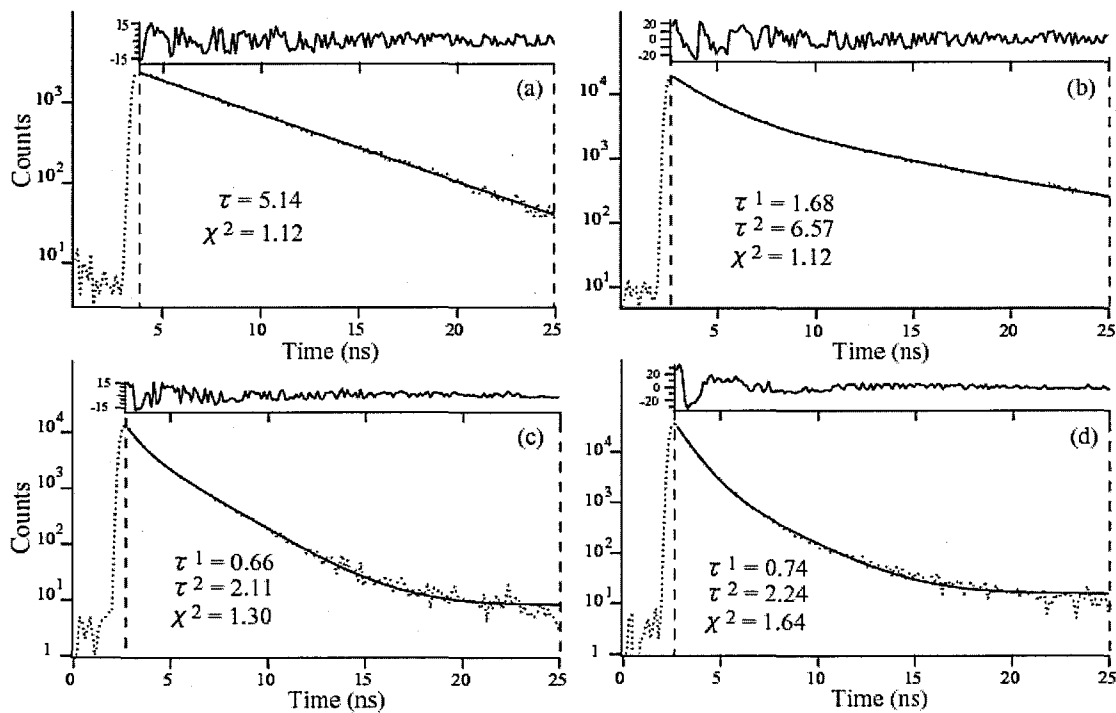 15
-15
(a)
10³
10²
10¹
Counts
τ = 5.14
χ² = 1.12
5
10
15
20
25
Time (ns)
20
0
-20
(b)
10⁴
10³
10²
10¹
τ¹ = 1.68
τ² = 6.57
χ² = 1.12
5
10
15
20
25
Time (ns)
15
-15
(c)
10⁴
10³
10²
10
1
Counts
τ¹ = 0.66
τ² = 2.11
χ² = 1.30
0
5
10
15
20
25
Time (ns)
20
0
-20
(d)
10⁴
10³
10²
10
1
τ¹ = 0.74
τ² = 2.24
χ² = 1.64
0
5
10
15
20
25
Time (ns)